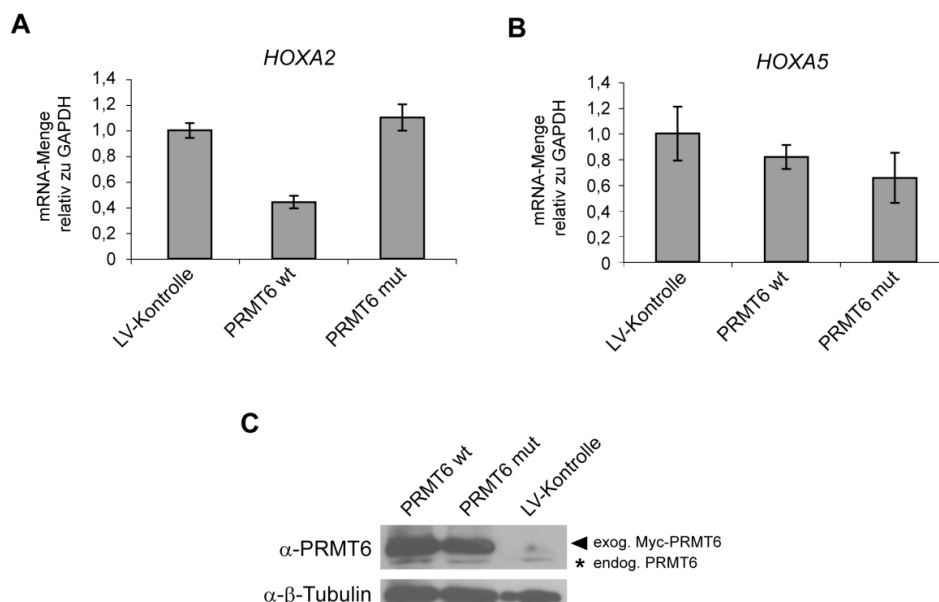 A
HOXA2
mRNA-Menge
relativ zu GAPDH
1,4
1,2
1,0
0,8
0,6
0,4
0,2
0
LV-Kontrolle
PRMT6 wt
PRMT6 mut
B
HOXA5
mRNA-Menge
relativ zu GAPDH
1,4
1,2
1,0
0,8
0,6
0,4
0,2
0
LV-Kontrolle
PRMT6 wt
PRMT6 mut
C
PRMT6 wt
PRMT6 mut
LV-Kontrolle
α-PRMT6
exog. Myc-PRMT6
* endog. PRMT6
α-β-Tubulin